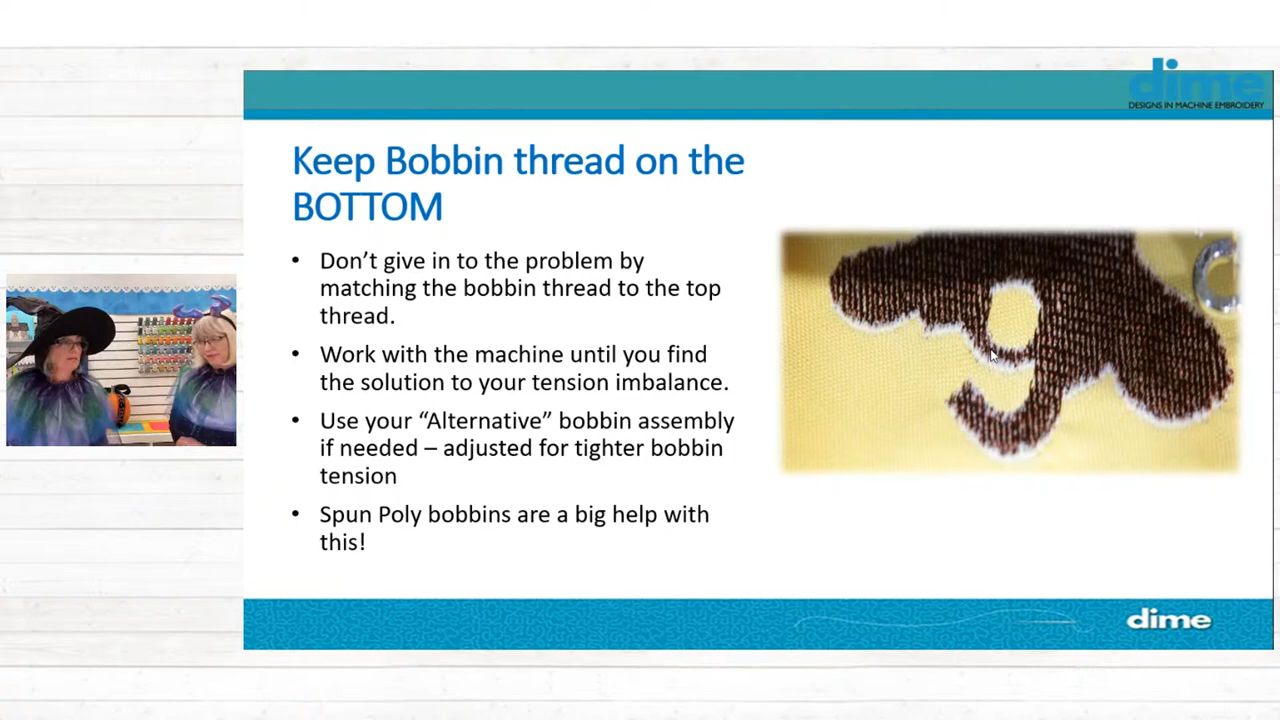 dime
DESIGNS IN MACHINE EMBROIDERY
Keep Bobbin thread on the
BOTTOM
• Don’t give in to the problem by
matching the bobbin thread to the top
thread.
• Work with the machine until you find
the solution to your tension imbalance.
• Use your “Alternative” bobbin assembly
if needed – adjusted for tighter bobbin
tension
• Spun Poly bobbins are a big help with
this!
dime